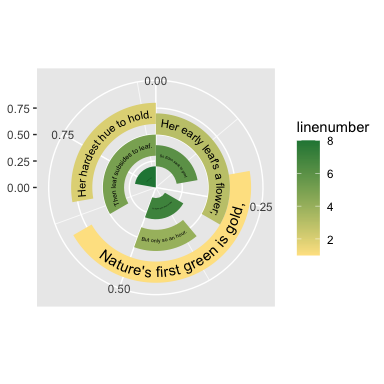 0.00
0.75
0.50
0.25
0.00
0.75
0.25
0.50
Nature's first green is gold,
Her hardest hue to hold.
Her early leaf's a flower;
But only so an hour.
Then leaf subsides to leaf.
linenumber
8
6
4
2